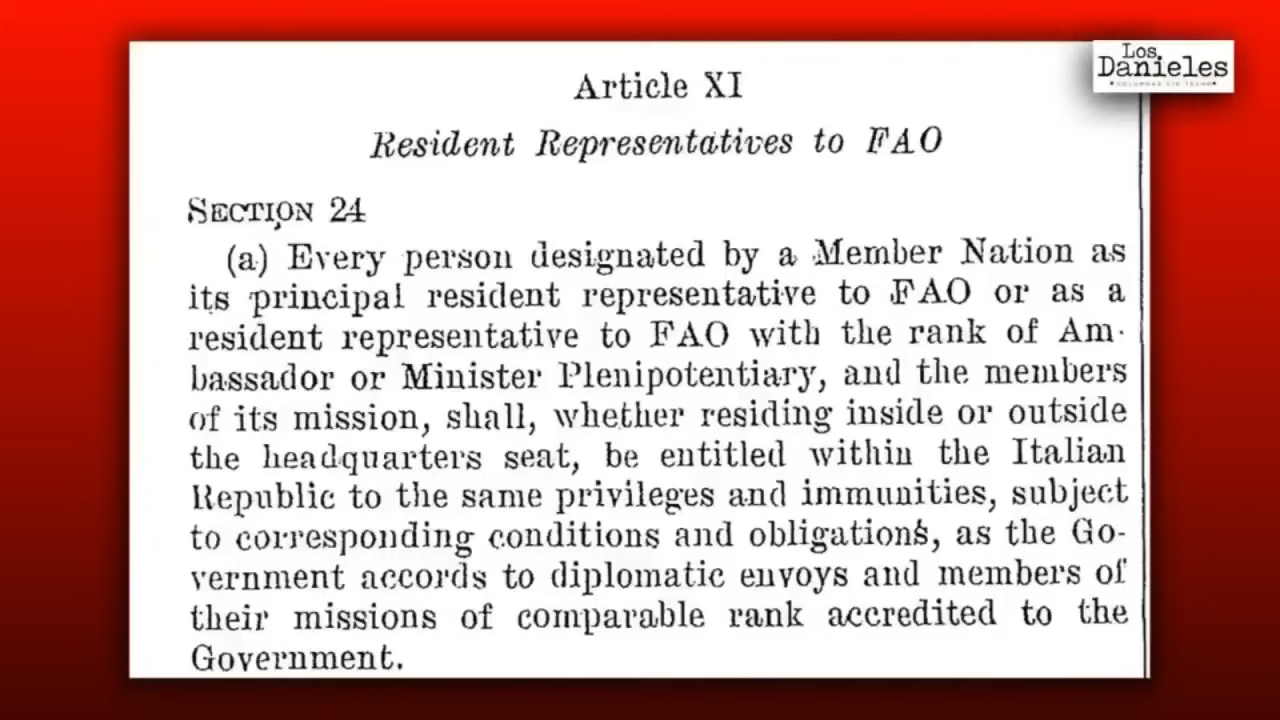 Los
Danieles
Article XI
Resident Representatives to FAO
SECTION 24
(a) Every person designated by a Member Nation as
its principal resident representative to FAO or as a
resident representative to FAO with the rank of Am-
bassador or Minister Plenipotentiary, and the members
of its mission, shall, whether residing inside or outside
the headquarters seat, be entitled within the Italian
Republic to the same privileges and immunities, subject
to corresponding conditions and obligations, as the Go-
vernment accords to diplomatic envoys and members of
their missions of comparable rank accredited to the
Government.